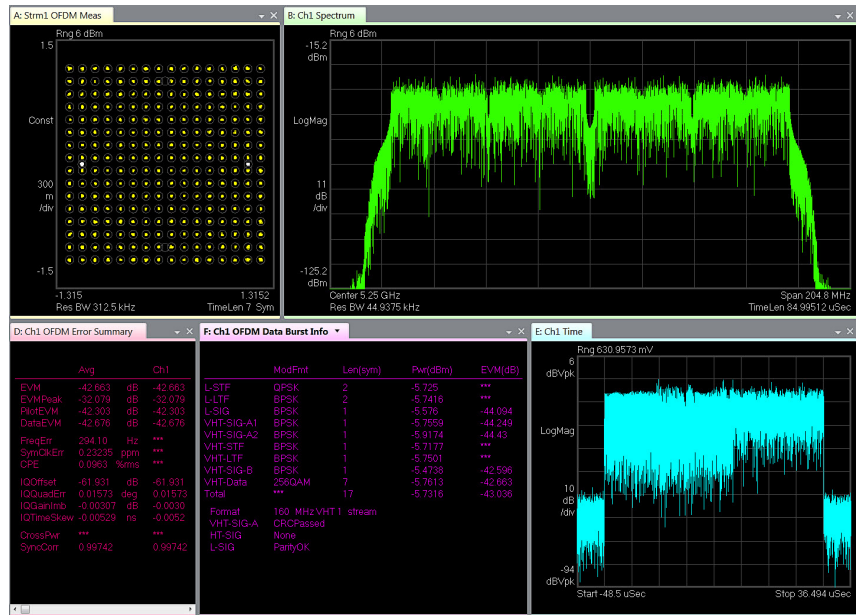 A: Strm1 OFDM Meas
Rng 6 dBm
1.5
Const
300
m
/div
-1.5
-1.315
1.3152
Res BW 312.5 kHz
TimeLen 7 Sym
B: Ch1 Spectrum
Rng 6 dBm
-15.2
dBm
LogMag
11
dB
/div
-125.2
dBm
Center 5.25 GHz
Span 204.8 MHz
Res BW 44.9375 kHz
TimeLen 84.99512 uSec
D: Ch1 OFDM Error Summary
Avg Ch1
EVM -42.663 dB -42.663
EVMPeak -32.079 dB -32.079
PilotEVM -42.303 dB -42.303
DataEVM -42.676 dB -42.676
FreqErr 294.10 Hz ***
SymClkErr 0.23235 ppm ***
CPE 0.0963 %rms ***
IQOffset -61.931 dB -61.931
IQQuadErr 0.01573 deg 0.01573
IQGainImb -0.00307 dB -0.0030
IQTimeSkew -0.00529 ns -0.0052
CrossPwr *** ***
SyncCorr 0.99742 0.99742
F: Ch1 OFDM Data Burst Info
ModFmt Len(sym) Pwr(dBm) EVM(dB)
L-STF QPSK 2 -5.725 ***
L-LTF BPSK 2 -5.7416 ***
L-SIG BPSK 1 -5.576 -44.094
VHT-SIG-A1 BPSK 1 -5.7559 -44.249
VHT-SIG-A2 BPSK 1 -5.9174 -44.43
VHT-STF BPSK 1 -5.7177 ***
VHT-LTF BPSK 1 -5.7501 ***
VHT-SIG-B BPSK 1 -5.4738 -42.596
VHT-Data 256QAM 7 -5.7613 -42.663
Total *** 17 -5.7316 -43.036
Format 160 MHz VHT 1 stream
VHT-SIG-A CRCPassed
HT-SIG None
L-SIG ParityOK
E: Ch1 Time
Rng 630.9573 mV
6
dBVpk
LogMag
10
dB
/div
-94
dBVpk
Start -48.5 uSec
Stop 36.494 uSec